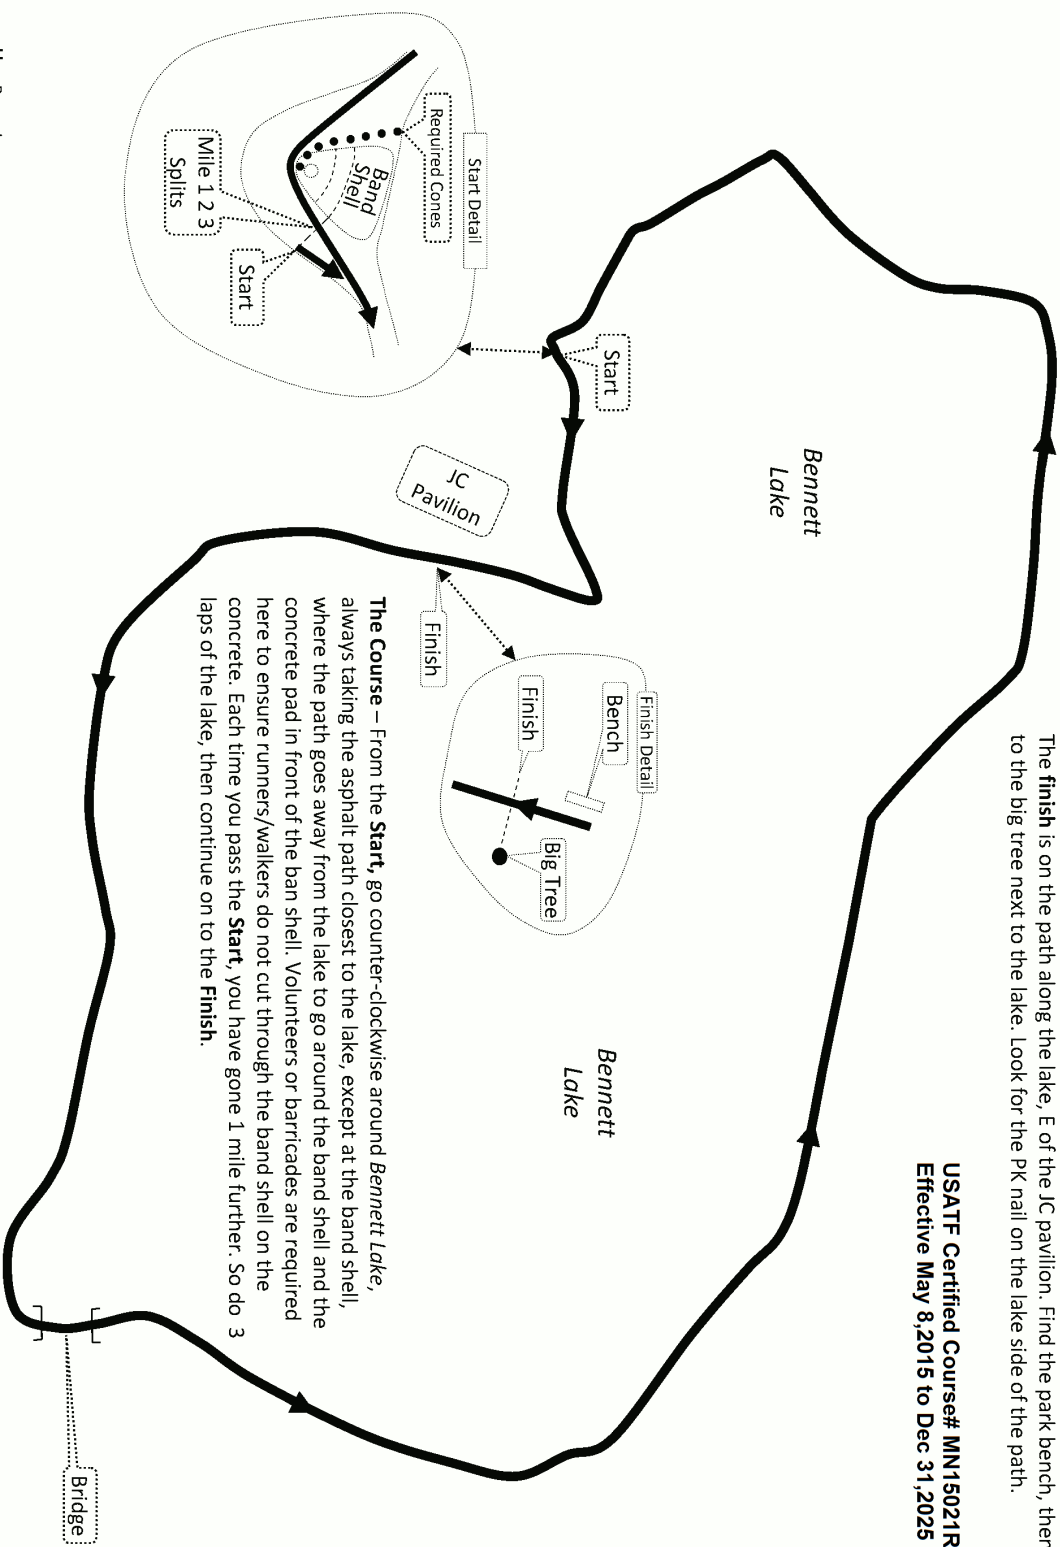 The finish is on the path along the lake, E of the JC pavilion. Find the park bench, then
to the big tree next to the lake. Look for the PK nail on the lake side of the path.
USATF Certified Course# MN15021R
Effective May 8,2015 to Dec 31,2025
Bennett
Lake
Bennett
Lake
Start
Start Detail
Required Cones
Band
Shell
Mile 1 2 3
Splits
Start
JC
Pavilion
Finish
Finish Detail
Bench
Finish
Big Tree
The Course – From the Start, go counter-clockwise around Bennett Lake,
always taking the asphalt path closest to the lake, except at the band shell,
where the path goes away from the lake to go around the band shell and the
concrete pad in front of the ban shell. Volunteers or barricades are required
here to ensure runners/walkers do not cut through the band shell on the
concrete. Each time you pass the Start, you have gone 1 mile further. So do 3
laps of the lake, then continue on to the Finish.
Bridge